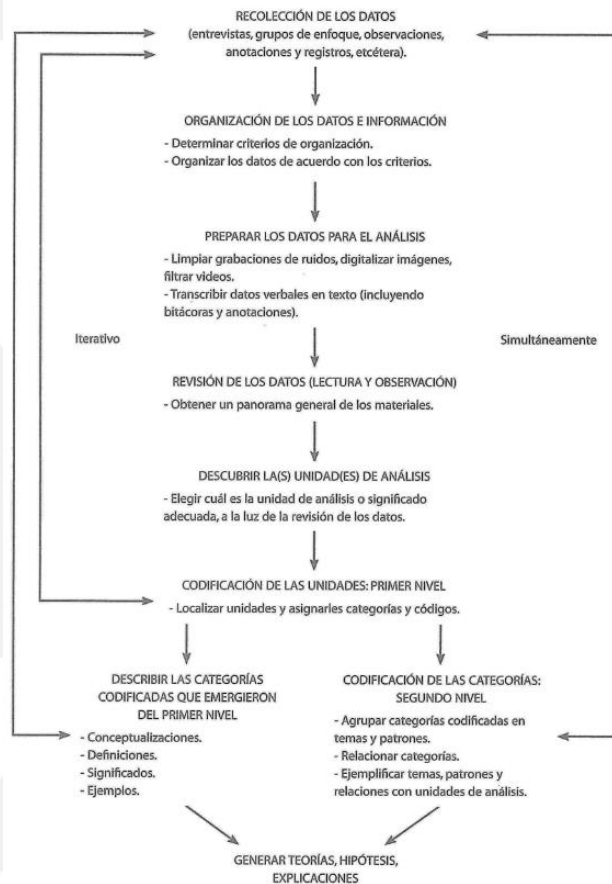 RECOLECCIÓN DE LOS DATOS
(entrevistas, grupos de enfoque, observaciones,
anotaciones y registros, etcétera).
ORGANIZACIÓN DE LOS DATOS E INFORMACIÓN
- Determinar criterios de organización.
- Organizar los datos de acuerdo con los criterios.
PREPARAR LOS DATOS PARA EL ANÁLISIS
- Limpiar grabaciones de ruidos, digitalizar imágenes,
filtrar videos.
- Transcribir datos verbales en texto (incluyendo
bitácoras y anotaciones).
Iterativo
Simultáneamente
REVISIÓN DE LOS DATOS (LECTURA Y OBSERVACIÓN)
- Obtener un panorama general de los materiales.
DESCUBRIR LA(S) UNIDAD(ES) DE ANÁLISIS
- Elegir cuál es la unidad de análisis o significado
adecuada, a la luz de la revisión de los datos.
CODIFICACIÓN DE LAS UNIDADES: PRIMER NIVEL
- Localizar unidades y asignarles categorías y códigos.
DESCRIBIR LAS CATEGORÍAS
CODIFICADAS QUE EMERGIERON
DEL PRIMER NIVEL
- Conceptualizaciones.
- Definiciones.
- Significados.
- Ejemplos.
CODIFICACIÓN DE LAS CATEGORÍAS:
SEGUNDO NIVEL
- Agrupar categorías codificadas en
temas y patrones.
- Relacionar categorías.
- Ejemplificar temas, patrones y
relaciones con unidades de análisis.
GENERAR TEORÍAS, HIPÓTESIS,
EXPLICACIONES